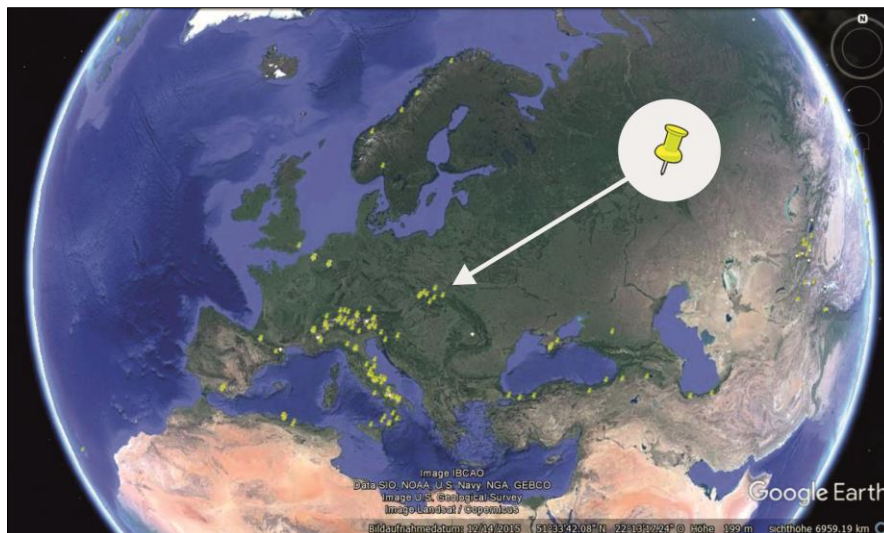 N
Image IBCAO
Data SIO, NOAA, U.S. Navy, NGA, GEBCO
Image U.S. Geological Survey
Image Landsat / Copernicus
Google Earth
Bildaufnahmedatum: 12/14/2015 51°33'42.08" N 22°13'17.24" O Höhe 199 m sichthöhe 6959.19 km